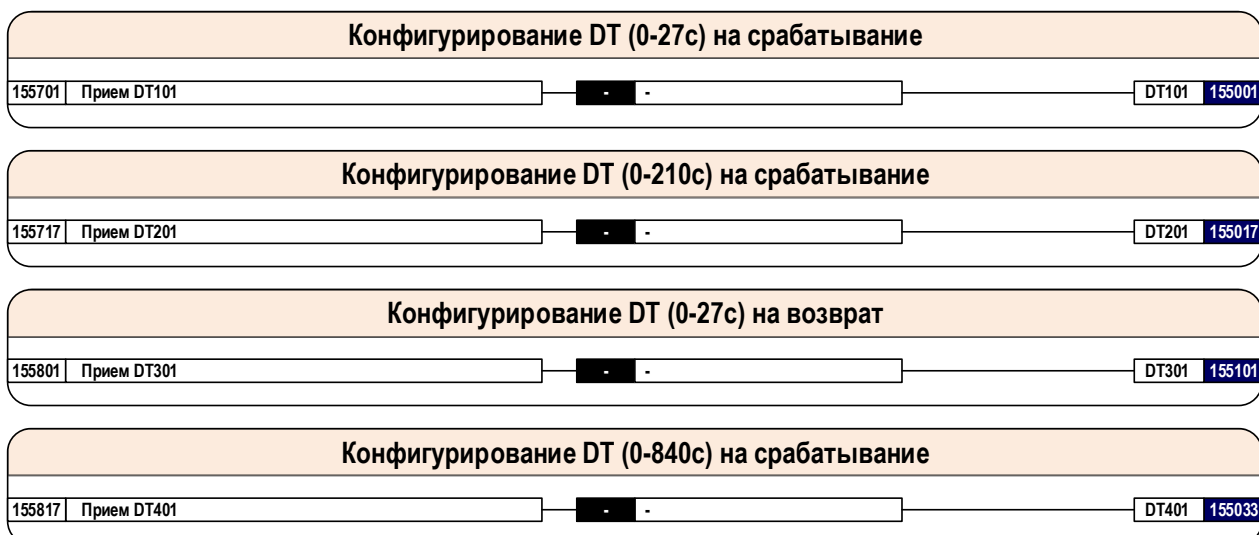 Конфигурирование DT (0-27с) на срабатывание
155701 Прием DT101 - - DT101 155001
Конфигурирование DT (0-210с) на срабатывание
155717 Прием DT201 - - DT201 155017
Конфигурирование DT (0-27с) на возврат
155801 Прием DT301 - - DT301 155101
Конфигурирование DT (0-840с) на срабатывание
155817 Прием DT401 - - DT401 155033